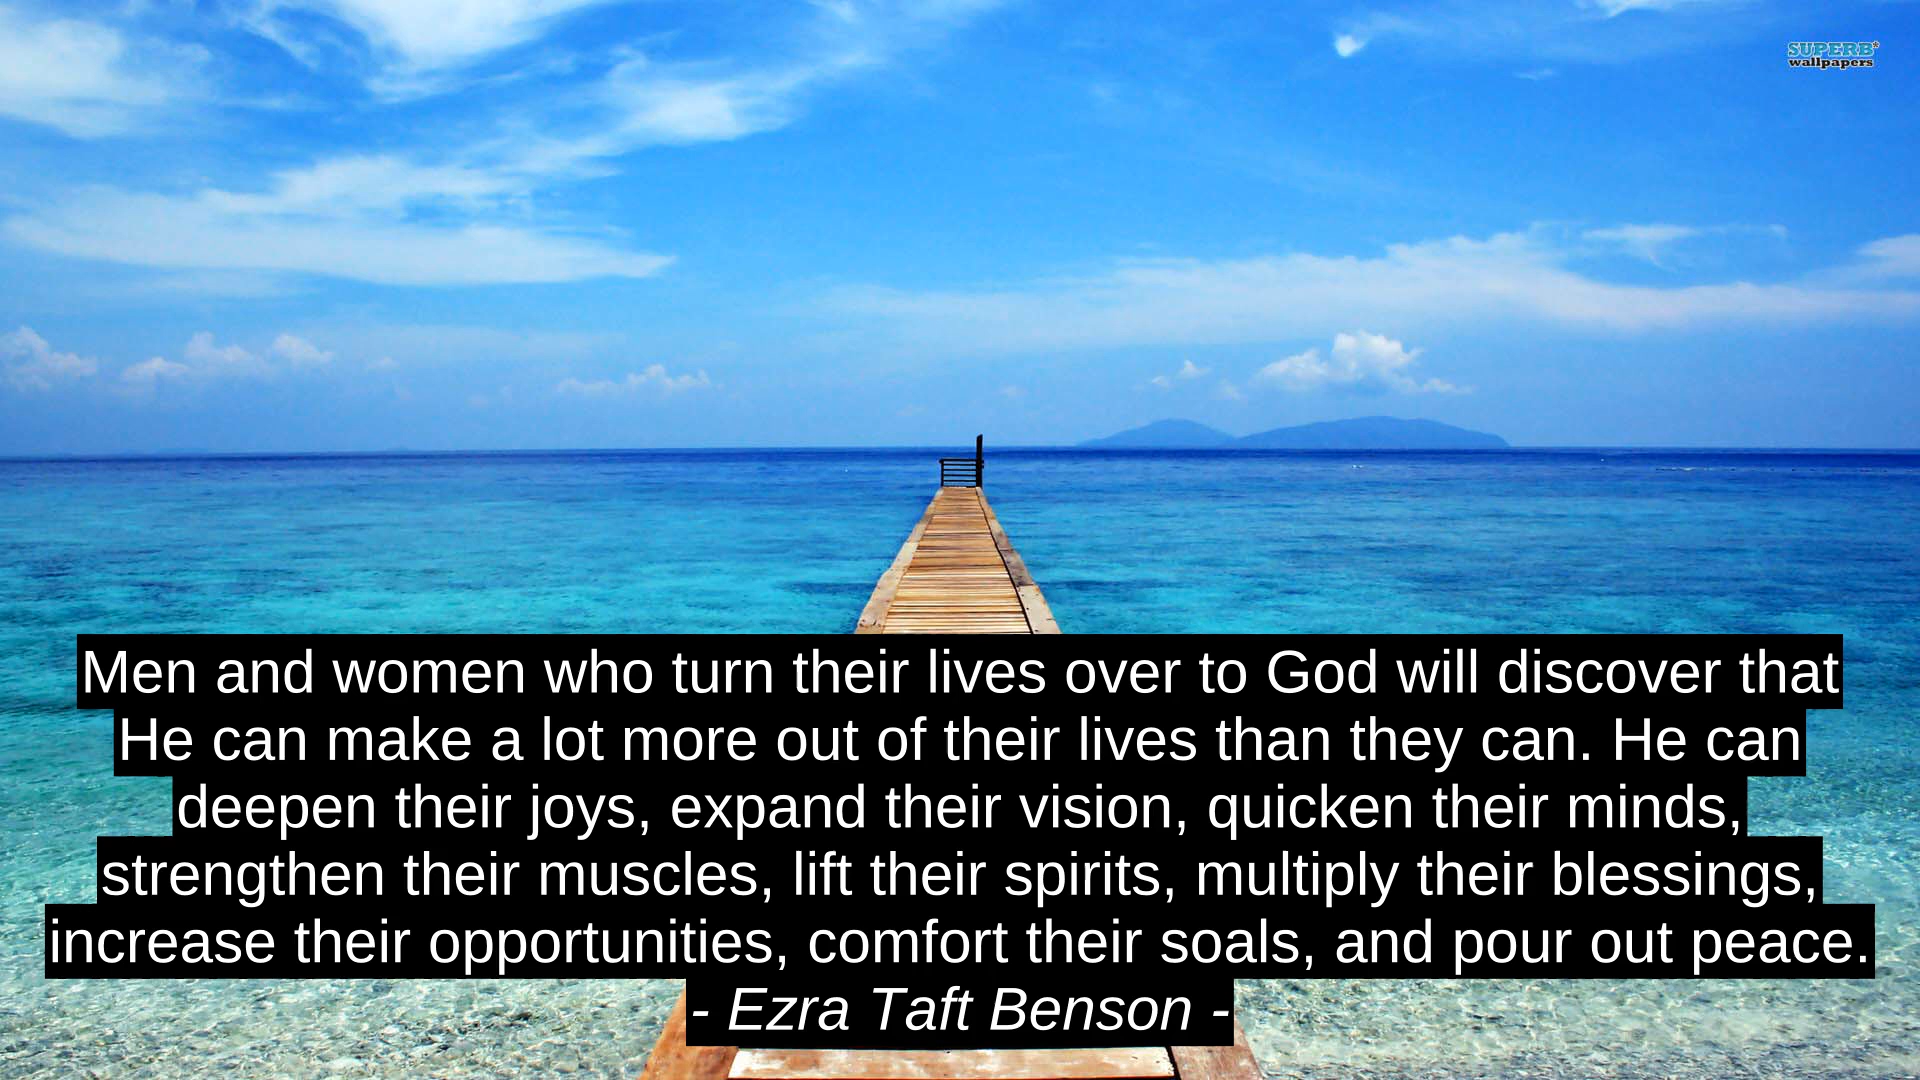 SUPERB
wallpapers
Men and women who turn their lives over to God will discover that
He can make a lot more out of their lives than they can. He can
deepen their joys, expand their vision, quicken their minds,
strengthen their muscles, lift their spirits, multiply their blessings,
increase their opportunities, comfort their soals, and pour out peace.
- Ezra Taft Benson -